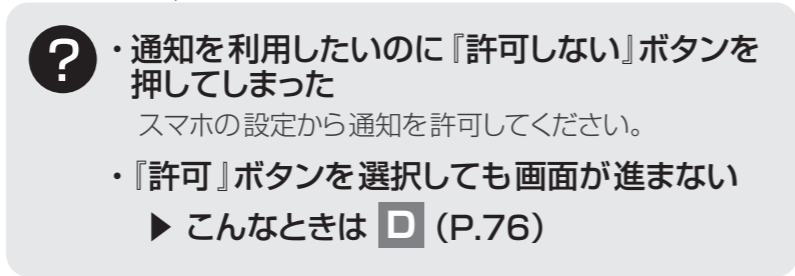 ?
・通知を利用したいのに『許可しない』ボタンを
押してしまった
スマホの設定から通知を許可してください。
・『許可』ボタンを選択しても画面が進まない
▶ こんなときは D (P.76)